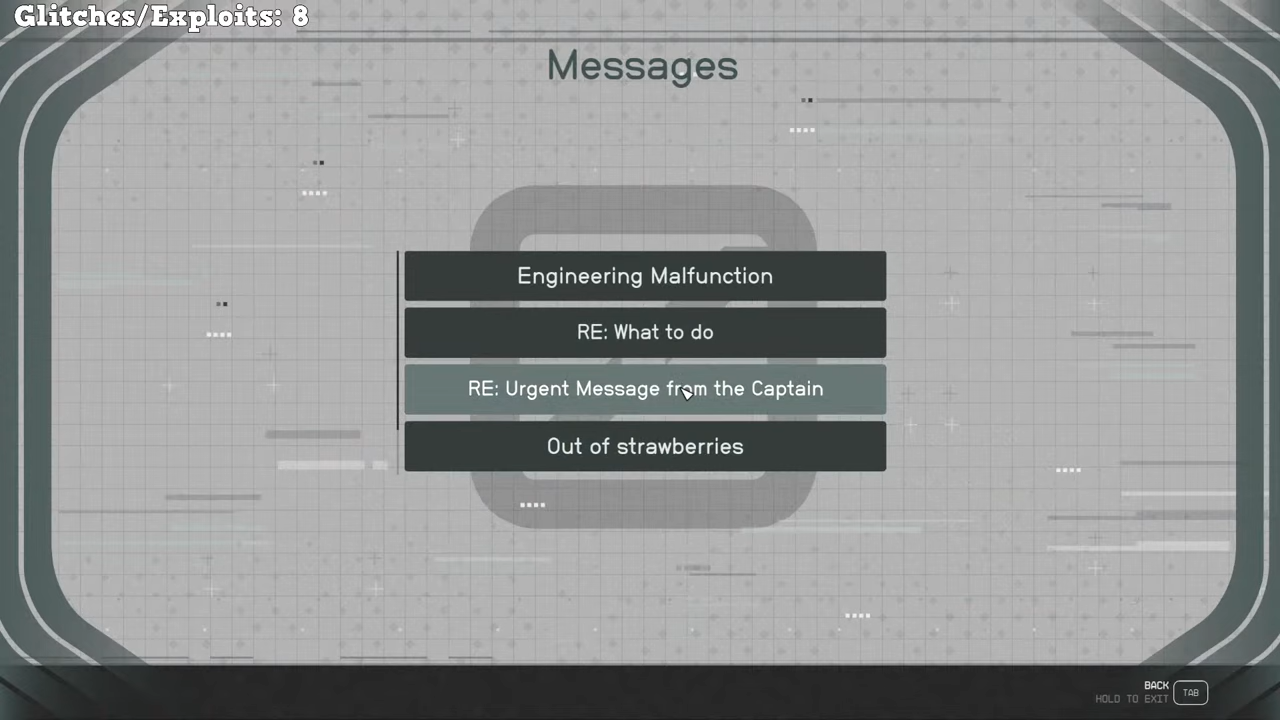 Glitches/Exploits: 8
Messages
Engineering Malfunction
RE: What to do
RE: Urgent Message from the Captain
Out of strawberries
BACK
HOLD TO EXIT
TAB